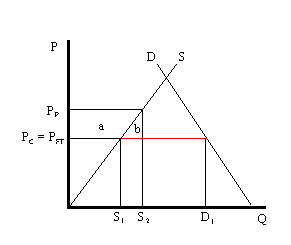 P
D S
P_P
a b
P_C = P_FT
S_1 S_2 D_1 Q